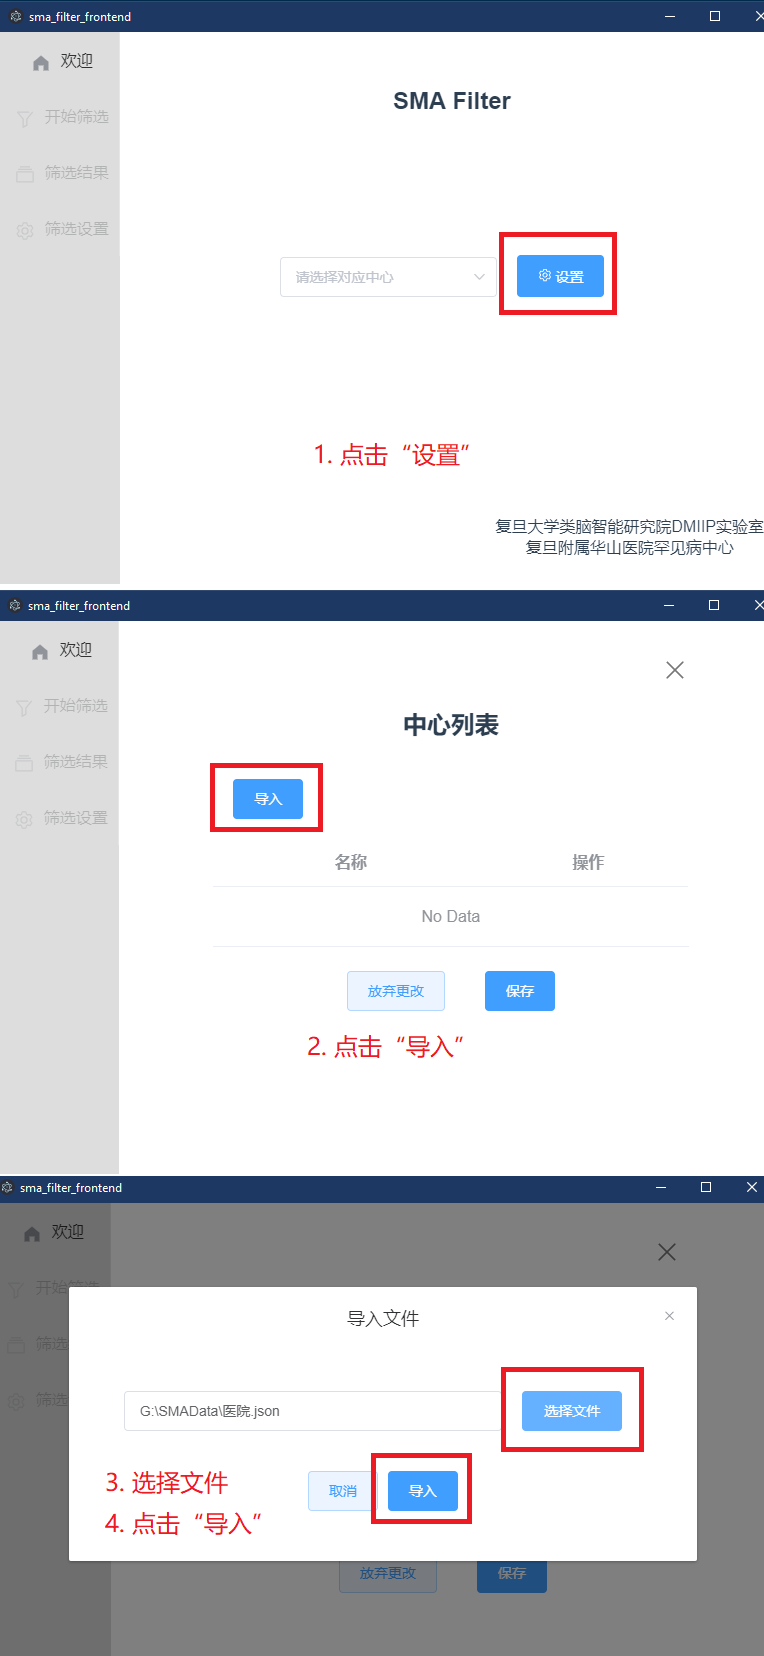 sma_filter_frontend
欢迎
开始筛选
筛选结果
筛选设置
SMA Filter
请选择对应中心
设置
1. 点击“设置”
复旦大学类脑智能研究院DMIIP实验室
复旦附属华山医院罕见病中心
sma_filter_frontend
欢迎
开始筛选
筛选结果
筛选设置
中心列表
导入
名称 操作
No Data
放弃更改 保存
2. 点击“导入”
sma_filter_frontend
欢迎
开始筛选
筛选
筛选
导入文件
G:\SMAData\医院.json
选择文件
3. 选择文件
取消 导入
4. 点击“导入”
放弃更改 保存